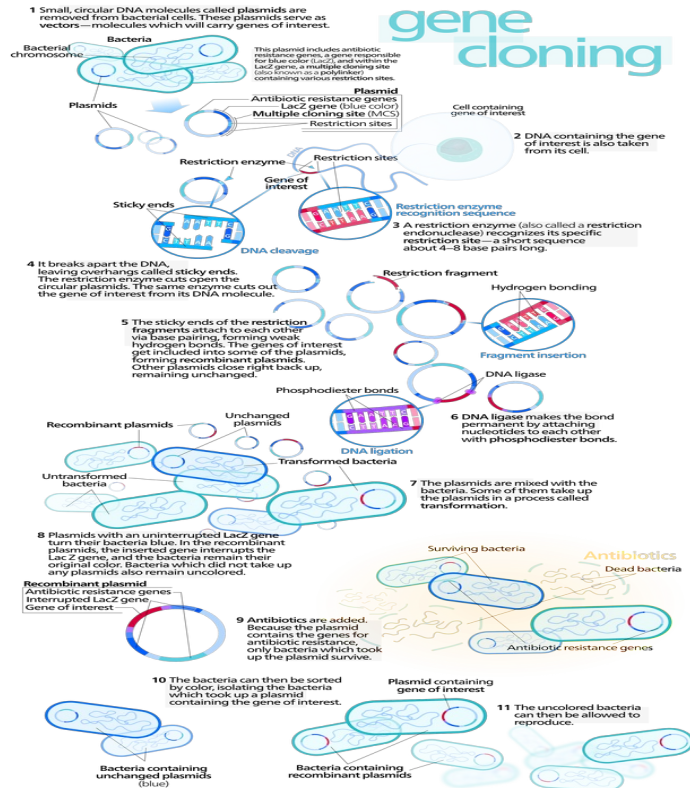 gene
cloning
1 Small, circular DNA molecules called plasmids are
removed from bacterial cells. These plasmids serve as
vectors—molecules which will carry genes of interest.
Bacteria
Bacterial
chromosome
This plasmid includes antibiotic
resistance genes, a gene responsible
for blue color (LacZ), and within the
LacZ gene, a multiple cloning site
(also known as a polylinker)
containing various restriction sites.
Plasmids
Plasmid
Antibiotic resistance genes
LacZ gene (blue color)
Multiple cloning site (MCS)
Restriction sites
Cell containing
gene of interest
2 DNA containing the gene
of interest is also taken
from its cell.
DNA
Restriction enzyme
Restriction sites
Gene of
interest
Sticky ends
DNA cleavage
Restriction enzyme
recognition sequence
3 A restriction enzyme (also called a restriction
endonuclease) recognizes its specific
restriction site—a short sequence
about 4–8 base pairs long.
4 It breaks apart the DNA,
leaving overhangs called sticky ends.
The restriction enzyme cuts open the
circular plasmids. The same enzyme cuts out
the gene of interest from its DNA molecule.
Restriction fragment
Hydrogen bonding
Fragment insertion
5 The sticky ends of the restriction
fragments attach to each other
via base pairing, forming weak
hydrogen bonds. The genes of interest
get included into some of the plasmids,
forming recombinant plasmids.
Other plasmids close right back up,
remaining unchanged.
DNA ligase
Phosphodiester bonds
DNA ligation
6 DNA ligase makes the bond
permanent by attaching
nucleotides to each other
with phosphodiester bonds.
Recombinant plasmids
Unchanged
plasmids
Transformed bacteria
Untransformed
bacteria
7 The plasmids are mixed with the
bacteria. Some of them take up
the plasmids in a process called
transformation.
8 Plasmids with an uninterrupted LacZ gene
turn their bacteria blue. In the recombinant
plasmids, the inserted gene interrupts the
Lac Z gene, and the bacteria remain their
original color. Bacteria which did not take up
any plasmids also remain uncolored.
Surviving bacteria
Antibiotics
Dead bacteria
Antibiotic resistance genes
Recombinant plasmid
Antibiotic resistance genes
Interrupted LacZ gene
Gene of interest
9 Antibiotics are added.
Because the plasmid
contains the genes for
antibiotic resistance,
only bacteria which took
up the plasmid survive.
10 The bacteria can then be sorted
by color, isolating the bacteria
which took up a plasmid
containing the gene of interest.
Plasmid containing
gene of interest
11 The uncolored bacteria
can then be allowed to
reproduce.
Bacteria containing
unchanged plasmids
(blue)
Bacteria containing
recombinant plasmids